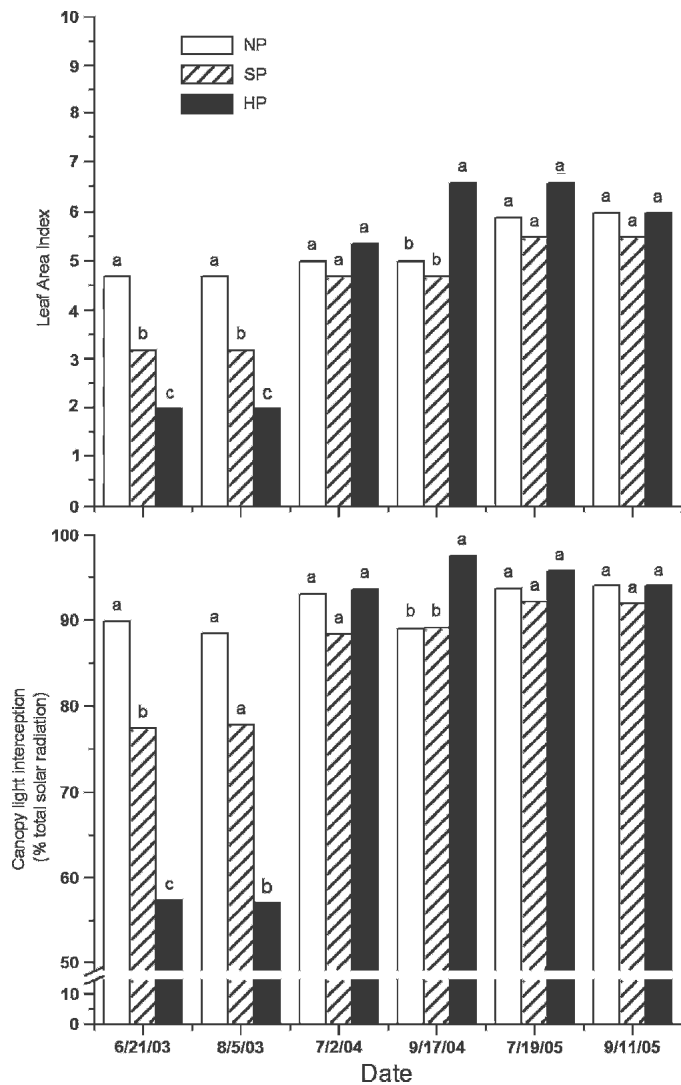 10
9
8
7
6
5
4
3
2
1
0
Leaf Area Index
NP
SP
HP
a b c
a b c
a a a
b b a
a a a
a a a
100
90
80
70
60
50
10
0
Canopy light interception
(% total solar radiation)
a b c
a a b
a a a
b b a
a a a
a a a
6/21/03 8/5/03 7/2/04 9/17/04 7/19/05 9/11/05
Date